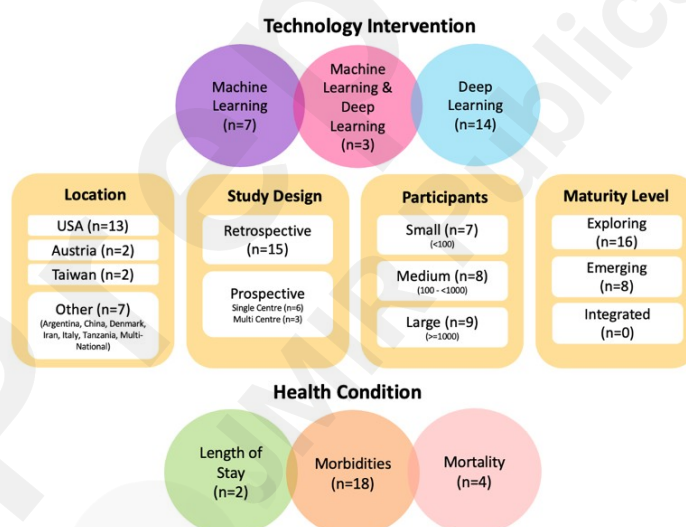 Technology Intervention
Machine
Learning
(n=7)
Machine
Learning &
Deep
Learning
(n=3)
Deep
Learning
(n=14)
Location
USA (n=13)
Austria (n=2)
Taiwan (n=2)
Other (n=7)
(Argentina, China, Denmark,
Iran, Italy, Tanzania, Multi-
National)
Study Design
Retrospective
(n=15)
Prospective
Single Centre (n=6)
Multi Centre (n=3)
Participants
Small (n=7)
(<100)
Medium (n=8)
(100 - <1000)
Large (n=9)
(>=1000)
Maturity Level
Exploring
(n=16)
Emerging
(n=8)
Integrated
(n=0)
Health Condition
Length of
Stay
(n=2)
Morbidities
(n=18)
Mortality
(n=4)